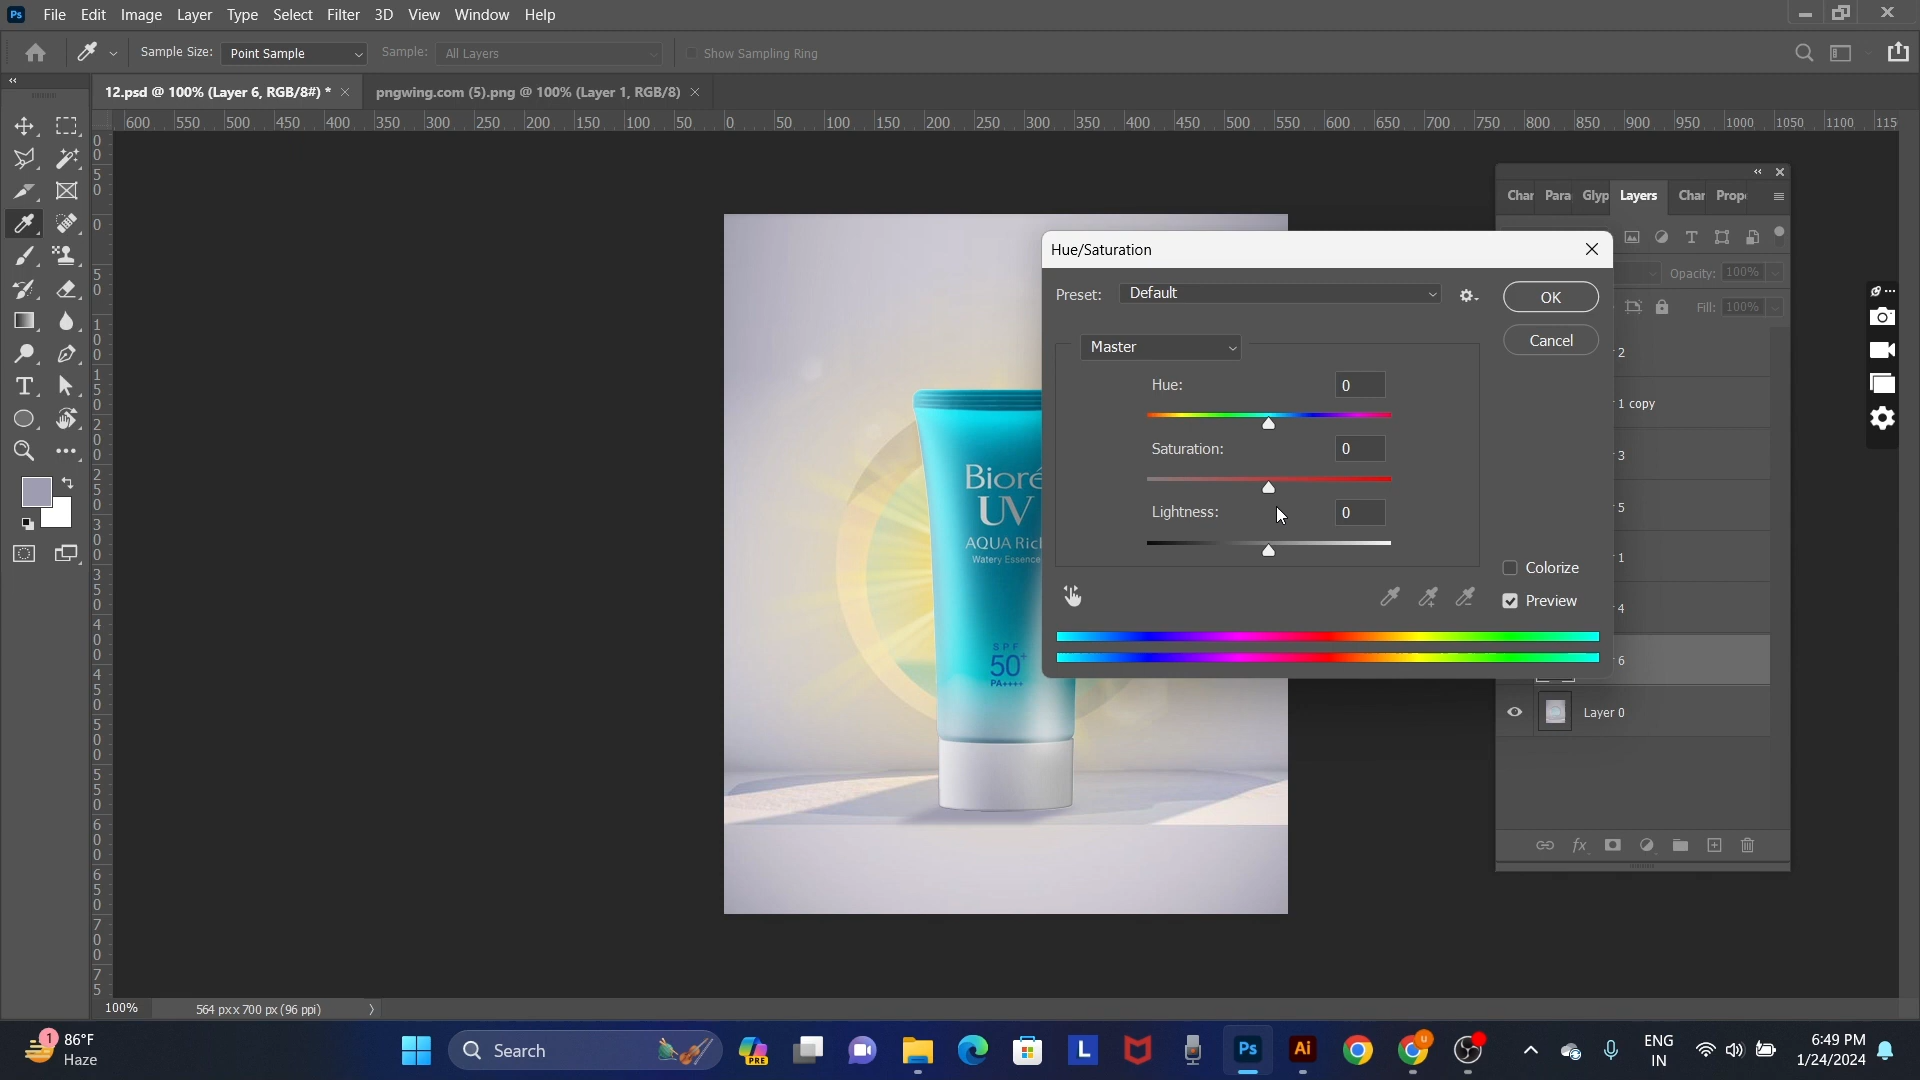 Ps File Edit Image Layer Type Select Filter 3D View Window Help
Sample Size: Point Sample Sample: All Layers Show Sampling Ring
12.psd @ 100% (Layer 6, RGB/8#) * × pngwing.com (5).png @ 100% (Layer 1, RGB/8) ×
600 550 500 450 400 350 300 250 200 150 100 50 0 50 100 150 200 250 300 350 400 450 500 550 600 650 700 750 800 850 900 950 1000 1050 1100 115
Char Para Glyp Layers Char Prop
Hue/Saturation
Opacity: 100%
Preset: Default OK
Fill: 100%
Master Cancel
2
Hue: 0
1 copy
Saturation: 0
3
Lightness: 0
5
Colorize
1
Preview
4
6
Layer 0
Bioré
UV
AQUA Rich
Watery Essence
SPF
50+
PA++++
100% 564 px x 700 px (96 ppi)
86°F
Haze
1
Search
PRE
L
Ps
Ai
ENG
IN
6:49 PM
1/24/2024